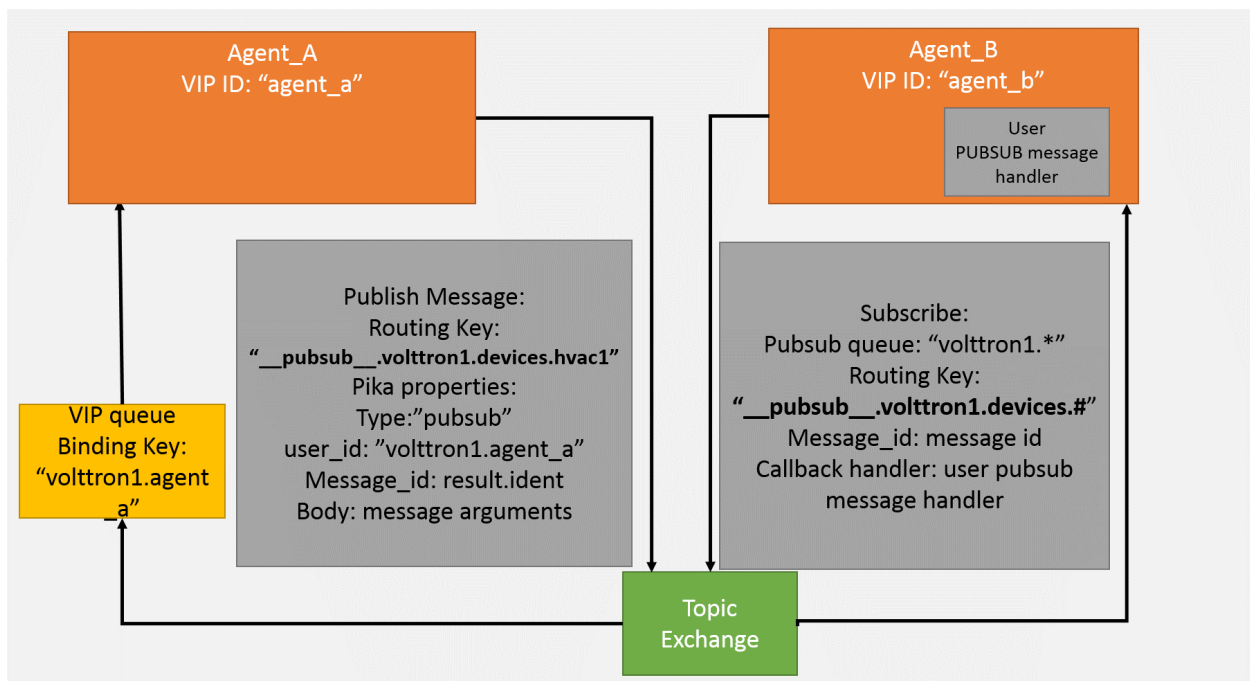 Agent_A
VIP ID: “agent_a”
Agent_B
VIP ID: “agent_b”
User
PUBSUB message
handler
Publish Message:
Routing Key:
“__pubsub__.volttron1.devices.hvac1”
Pika properties:
Type:”pubsub”
user_id: ”volttron1.agent_a”
Message_id: result.ident
Body: message arguments
Subscribe:
Pubsub queue: “volttron1.*”
Routing Key:
“__pubsub__.volttron1.devices.#”
Message_id: message id
Callback handler: user pubsub
message handler
VIP queue
Binding Key:
“volttron1.agent
_a”
Topic
Exchange